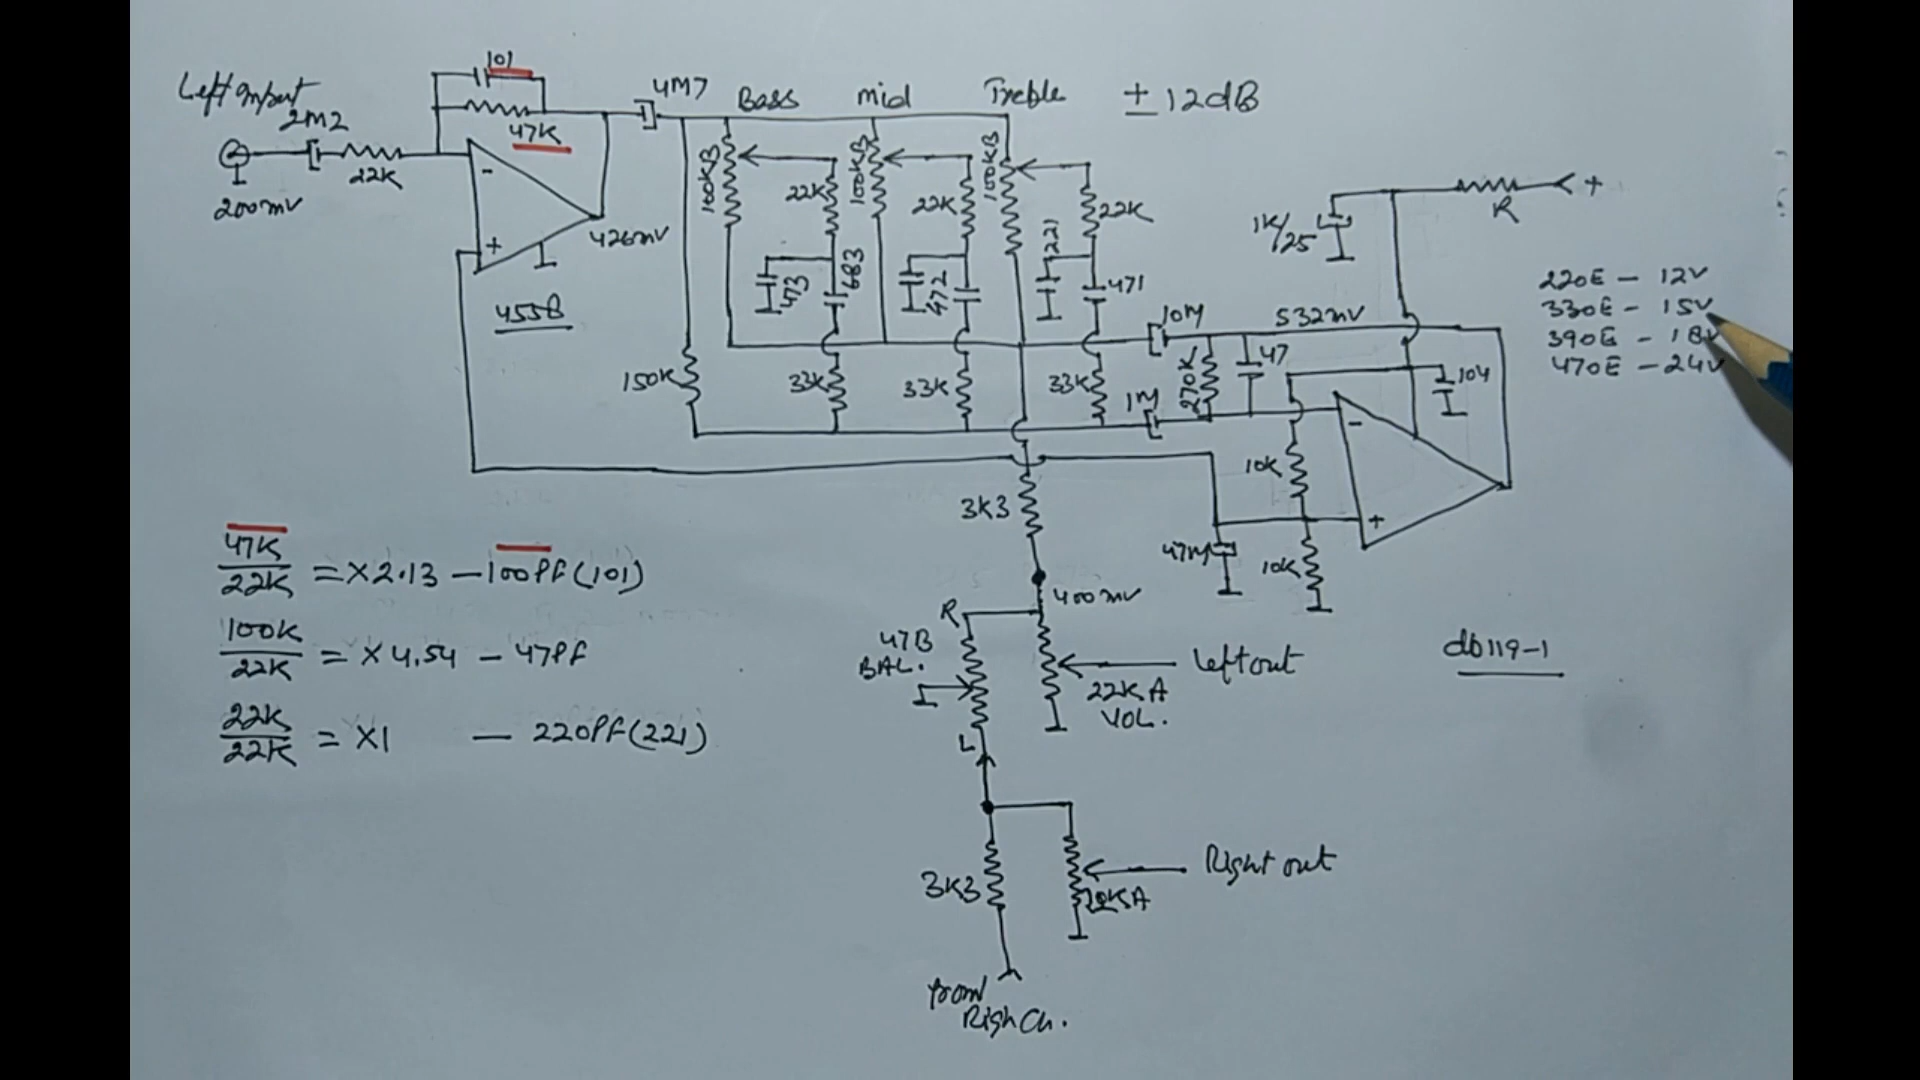 Left Input
101
4M7
Bass
mid
Treble
± 12dB
2M2
47K
22K
200mv
-
+
426mv
4558
100KB
22K
100KB
22K
100KB
22K
473
683
472
221
471
150K
33K
33K
33K
10M
532mv
1M
270K
47
1K/25
R
+
220E - 12V
330E - 15V
390E - 18V
470E - 24V
104
-
+
10K
10K
47M
3K3
400mv
R
47B
BAL.
L
22KA
VOL.
Left out
db119-1
47K/22K = X2.13 - 100PF(101)
100K/22K = X4.54 - 47PF
22K/22K = X1 - 220PF(221)
3K3
Right out
from
Righ Ch.